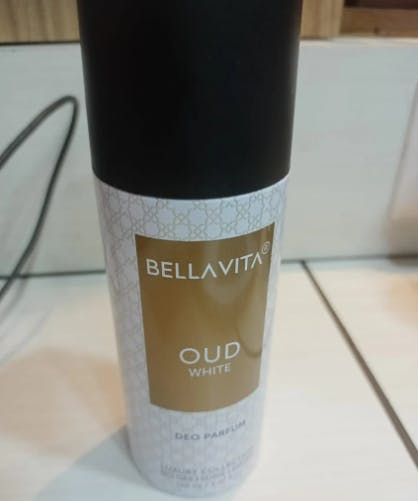 BELLAVITA®
OUD
WHITE
DEO PARFUM
LUXURY COLLECTION